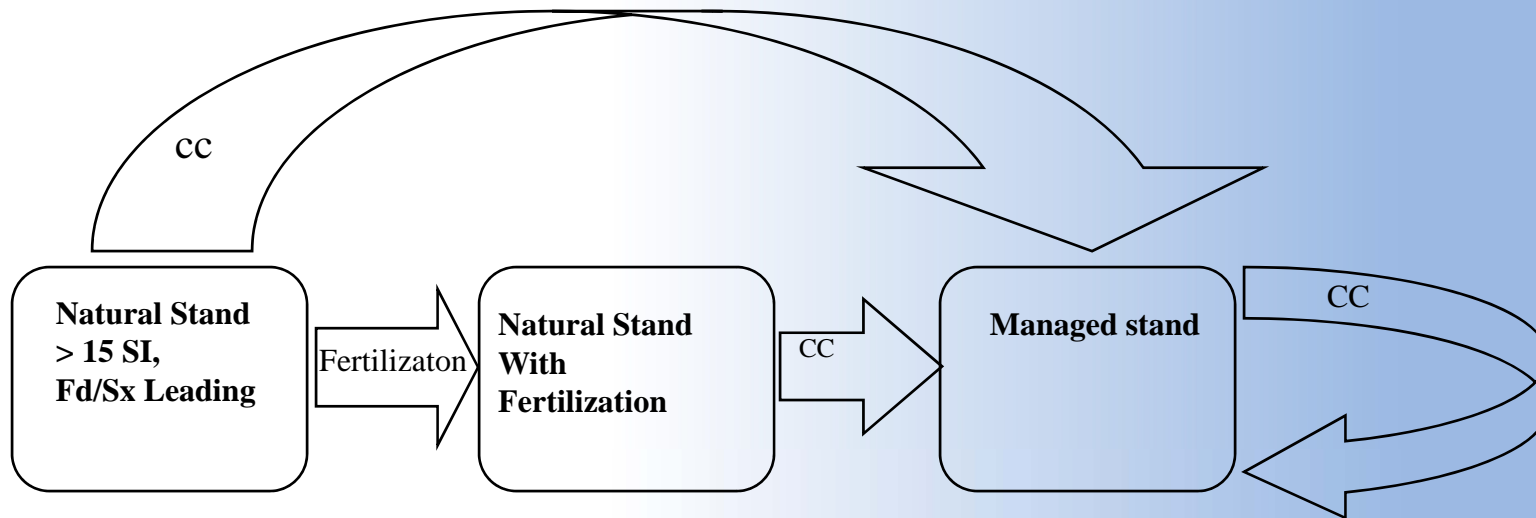 cc
Natural Stand
> 15 SI,
Fd/Sx Leading
Fertilizaton
Natural Stand
With
Fertilization
CC
Managed stand
CC